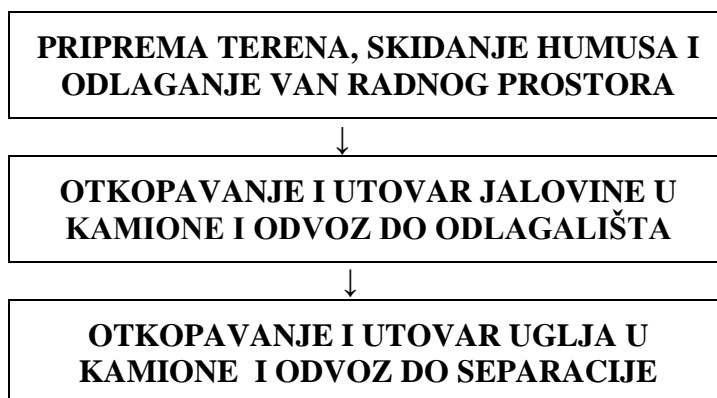 PRIPREMA TERENA, SKIDANJE HUMUSA I
ODLAGANJE VAN RADNOG PROSTORA
↓
OTKOPAVANJE I UTOVAR JALOVINE U
KAMIONE I ODVOZ DO ODLAGALIŠTA
↓
OTKOPAVANJE I UTOVAR UGLJA U
KAMIONE I ODVOZ DO SEPARACIJE